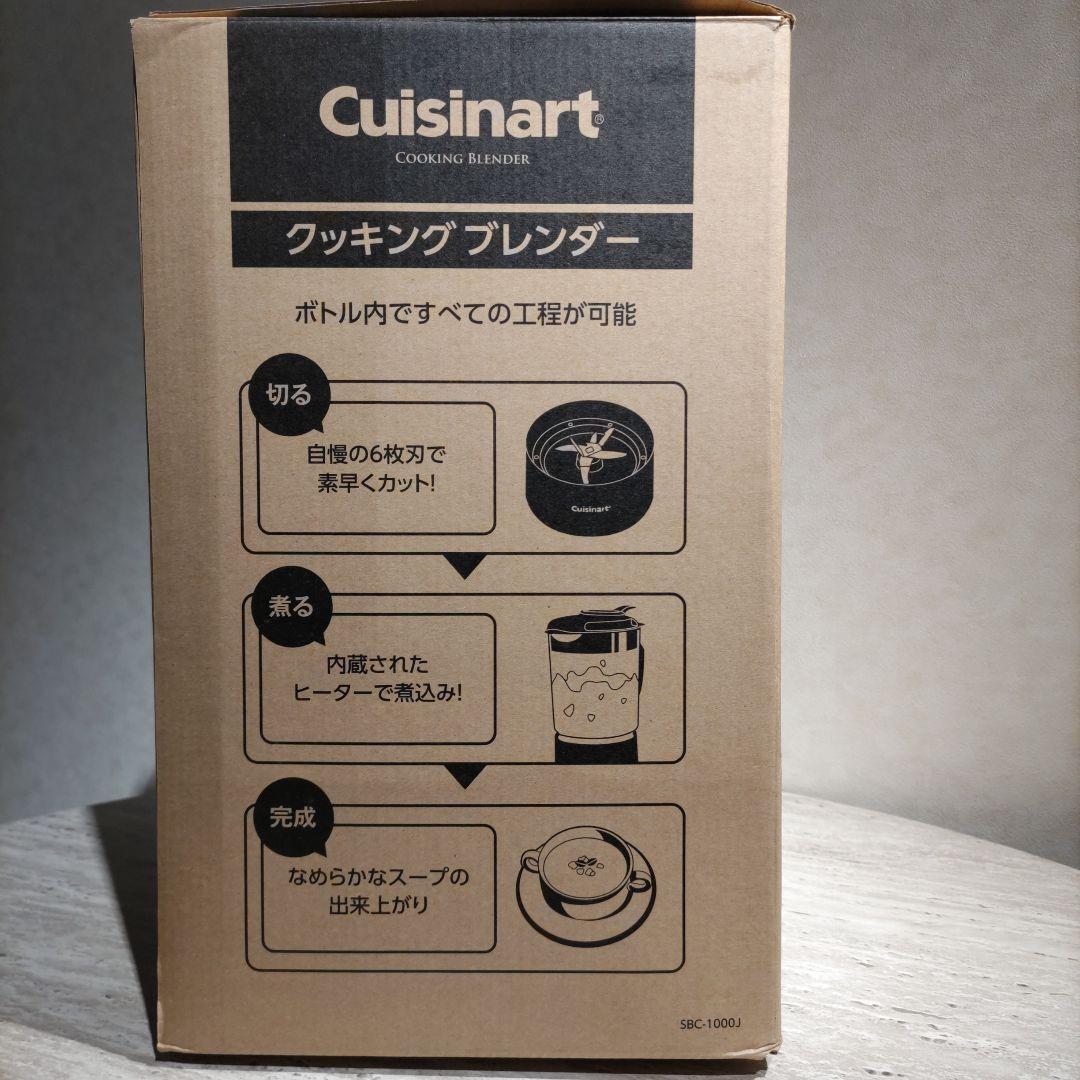 Cuisinart®
COOKING BLENDER
クッキング ブレンダー
ボトル内ですべての工程が可能
切る
自慢の6枚刃で
素早くカット!
Cuisinart
煮る
内蔵された
ヒーターで煮込み!
完成
なめらかなスープの
出来上がり
SBC-1000J